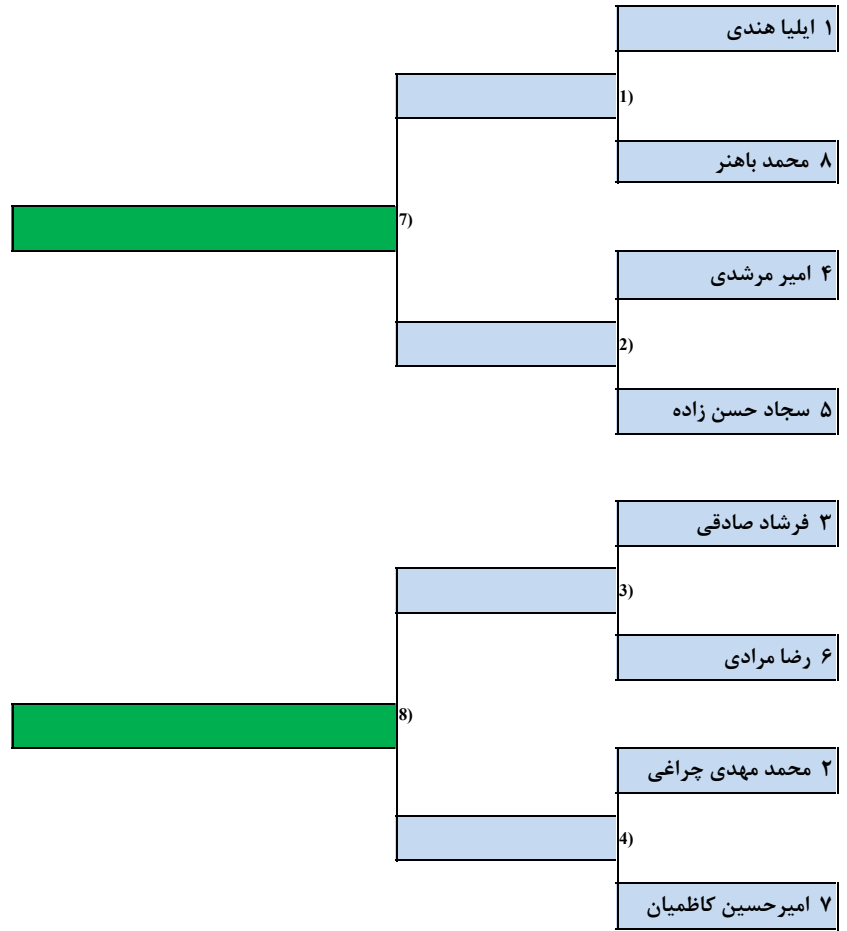 ۱ ایلیا هندی
1)
۸ محمد باهنر
7)
۴ امیر مرشدی
2)
۵ سجاد حسن زاده
۳ فرشاد صادقی
3)
۶ رضا مرادی
8)
۲ محمد مهدی چراغی
4)
۷ امیرحسین کاظمیان